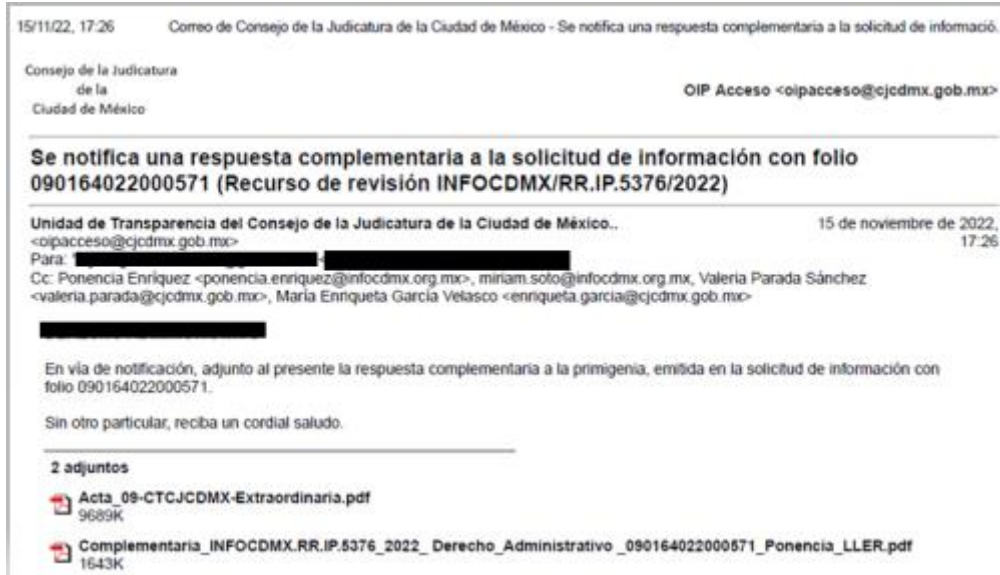 15/11/22, 17:26 Correo de Consejo de la Judicatura de la Ciudad de México - Se notifica una respuesta complementaria a la solicitud de informació.
Consejo de la Judicatura
de la
Ciudad de México
OIP Acceso <oipacceso@cjcdmx.gob.mx>
Se notifica una respuesta complementaria a la solicitud de información con folio
090164022000571 (Recurso de revisión INFOCDMX/RR.IP.5376/2022)
Unidad de Transparencia del Consejo de la Judicatura de la Ciudad de México.. 15 de noviembre de 2022,
<oipacceso@cjcdmx.gob.mx> 17:26
Para:
Cc: Ponencia Enríquez <ponencia.enriquez@infocdmx.org.mx>, miriam.soto@infocdmx.org.mx, Valeria Parada Sánchez
<valeria.parada@cjcdmx.gob.mx>, María Enriqueta García Velasco <enriqueta.garcia@cjcdmx.gob.mx>
En vía de notificación, adjunto al presente la respuesta complementaria a la primigenia, emitida en la solicitud de información con
folio 090164022000571.
Sin otro particular, reciba un cordial saludo.
2 adjuntos
Acta_09-CTCJCDMX-Extraordinaria.pdf
9689K
Complementaria_INFOCDMX.RR.IP.5376_2022_ Derecho_Administrativo _090164022000571_Ponencia_LLER.pdf
1643K